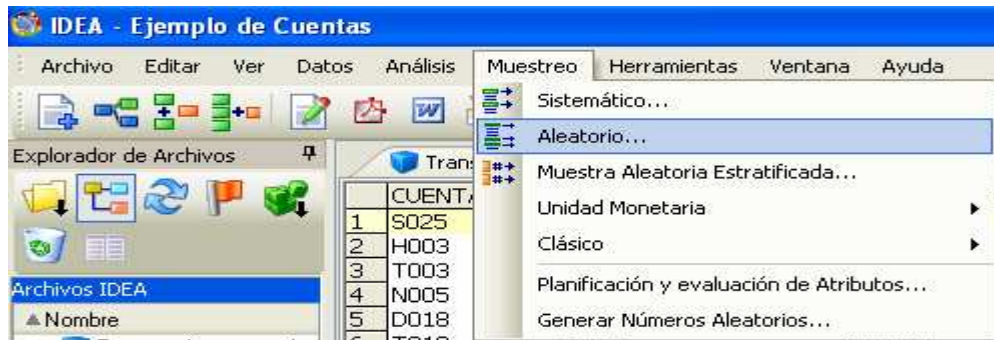 IDEA - Ejemplo de Cuentas
Archivo Editar Ver Datos Análisis Muestreo Herramientas Ventana Ayuda
Sistemático...
Aleatorio...
Muestra Aleatoria Estratificada...
Unidad Monetaria
Clásico
Planificación y evaluación de Atributos...
Generar Números Aleatorios...
Explorador de Archivos
Archivos IDEA
Nombre
Trans
CUENTA
1 S025
2 H003
3 T003
4 N005
5 D018